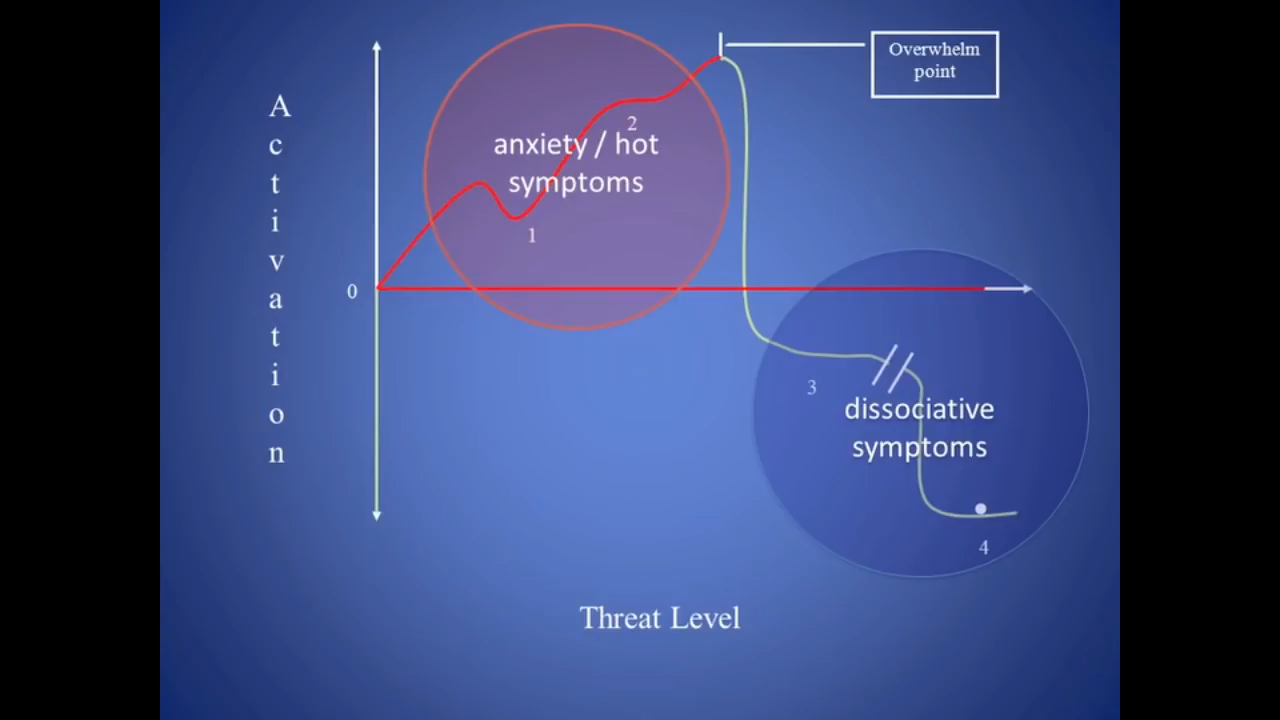 Overwhelm
point
A
c
t
i
v
a
t
i
o
n
2
anxiety / hot
symptoms
1
0
3
dissociative
symptoms
4
Threat Level